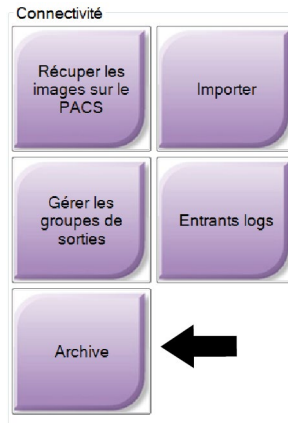 Connectivité
Récuper les
images sur le
PACS
Importer
Gérer les
groupes de
sorties
Entrants logs
Archive